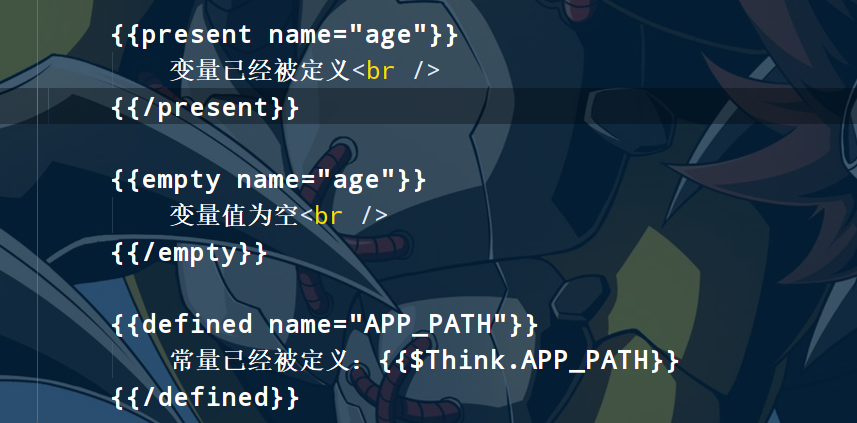 {{present name="age"}}
变量已经被定义<br />
{{/present}}
{{empty name="age"}}
变量值为空<br />
{{/empty}}
{{defined name="APP_PATH"}}
常量已经被定义：{{$Think.APP_PATH}}
{{/defined}}